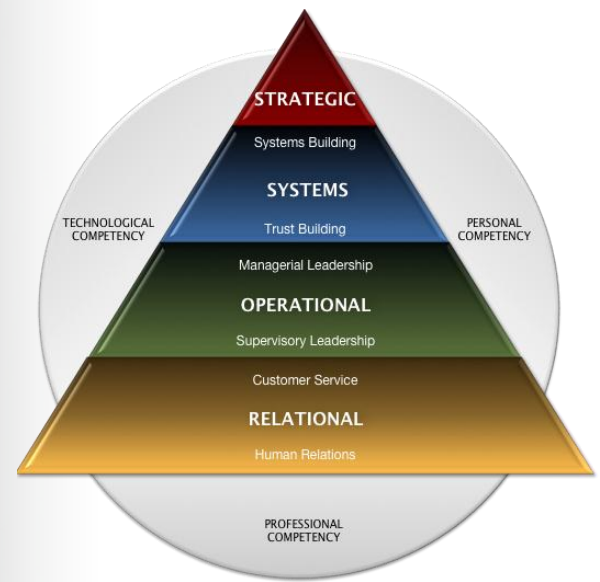 STRATEGIC
Systems Building
SYSTEMS
TECHNOLOGICAL
COMPETENCY
PERSONAL
COMPETENCY
Trust Building
Managerial Leadership
OPERATIONAL
Supervisory Leadership
Customer Service
RELATIONAL
Human Relations
PROFESSIONAL
COMPETENCY